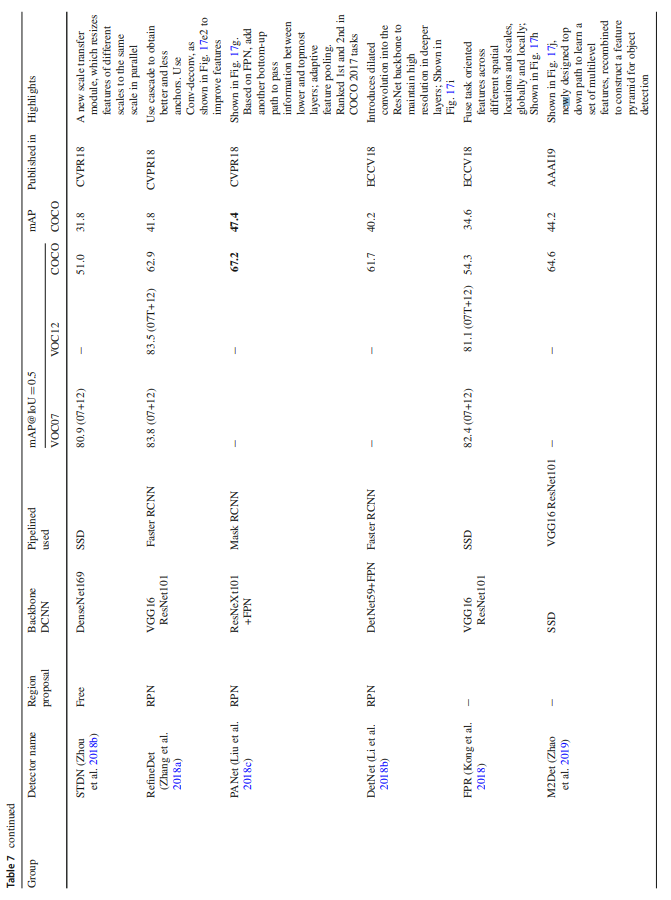 Table 7 continued
Group Detector name Region proposal Backbone DCNN Pipelined used mAP@IoU=0.5 mAP Published in Highlights
VOC07 VOC12 COCO COCO
STDN (Zhou Free DenseNet169 SSD 80.9 (07+12) – 51.0 31.8 CVPR18 A new scale transfer
et al. 2018b) module, which resizes
features of different
scales to the same
scale in parallel
RefineDet RPN VGG16 Faster RCNN 83.8 (07+12) 83.5 (07T+12) 62.9 41.8 CVPR18 Use cascade to obtain
(Zhang et al. ResNet101 better and less
2018a) anchors. Use
Conv-deconv, as
shown in Fig. 17e2 to
improve features
PANet (Liu et al. RPN ResNeXt101 Mask RCNN – – 67.2 47.4 CVPR18 Shown in Fig. 17g,
2018c) +FPN Based on FPN, add
another bottom-up
path to pass
information between
lower and topmost
layers; adaptive
feature pooling.
Ranked 1st and 2nd in
COCO 2017 tasks
DetNet (Li et al. RPN DetNet59+FPN Faster RCNN – – 61.7 40.2 ECCV18 Introduces dilated
2018b) convolution into the
ResNet backbone to
maintain high
resolution in deeper
layers; Shown in
Fig. 17i
FPR (Kong et al. – VGG16 SSD 82.4 (07+12) 81.1 (07T+12) 54.3 34.6 ECCV18 Fuse task oriented
2018) ResNet101 features across
different spatial
locations and scales,
globally and locally;
Shown in Fig. 17h
M2Det (Zhao – SSD VGG16 ResNet101 – – 64.6 44.2 AAAI19 Shown in Fig. 17j,
et al. 2019) newly designed top
down path to learn a
set of multilevel
features, recombined
to construct a feature
pyramid for object
detection